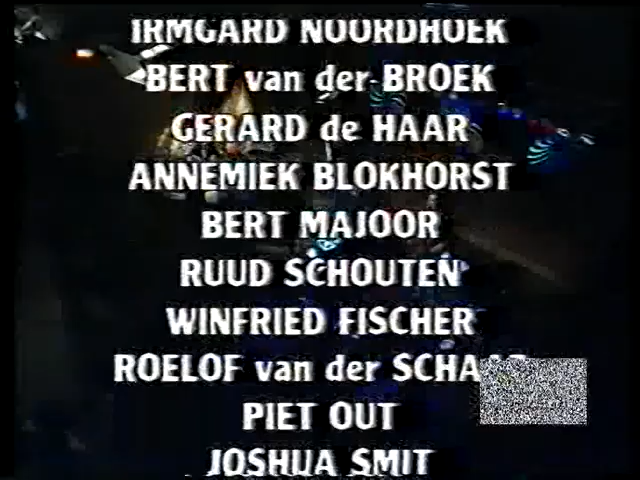 IRMGARD NOORDHOEK
BERT van der BROEK
GERARD de HAAR
ANNEMIEK BLOKHORST
BERT MAJOOR
RUUD SCHOUTEN
WINFRIED FISCHER
ROELOF van der
PIET OUT
JOSHUA SMIT